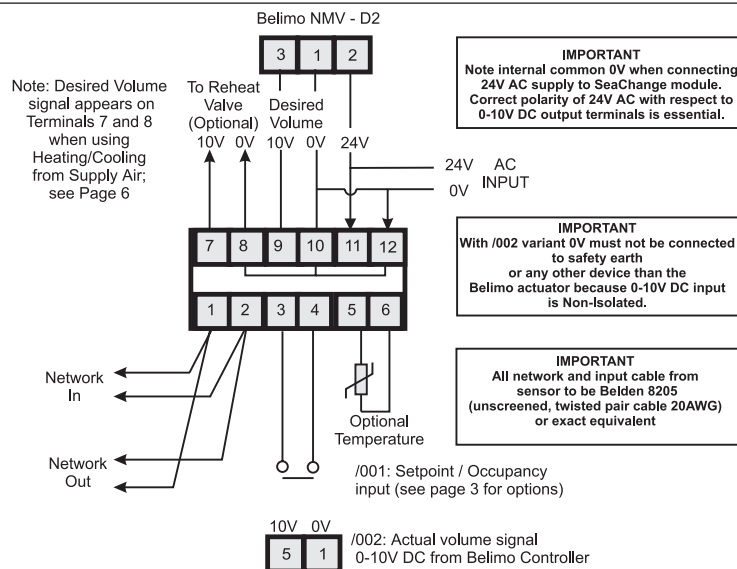 Belimo NMV - D2
3 1 2
Note: Desired Volume
signal appears on
Terminals 7 and 8
when using
Heating/Cooling
from Supply Air;
see Page 6
To Reheat
Valve
(Optional)
10V 0V
Desired
Volume
10V 0V 24V
24V AC
0V INPUT
IMPORTANT
Note internal common 0V when connecting
24V AC supply to SeaChange module.
Correct polarity of 24V AC with respect to
0-10V DC output terminals is essential.
7 8 9 10 11 12
1 2 3 4 5 6
IMPORTANT
With /002 variant 0V must not be connected
to safety earth
or any other device than the
Belimo actuator because 0-10V DC input
is Non-Isolated.
Network
In
Network
Out
Optional
Temperature
IMPORTANT
All network and input cable from
sensor to be Belden 8205
(unscreened, twisted pair cable 20AWG)
or exact equivalent
/001: Setpoint / Occupancy
input (see page 3 for options)
10V 0V
5 1
/002: Actual volume signal
0-10V DC from Belimo Controller